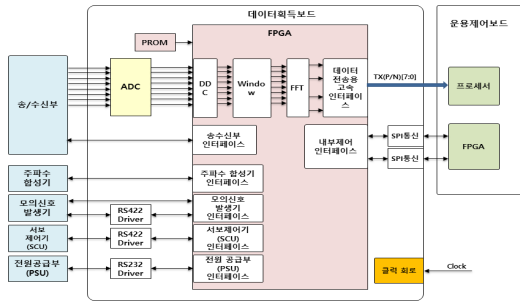 데이터획득보드
운용제어보드
PROM
FPGA
송/수신부
ADC
DD
C
Windo
w
FFT
데이터
전송용
고속
인터페이스
TX(P/N)[7:0]
프로세서
송수신부
인터페이스
내부제어
인터페이스
SPI통신
SPI통신
FPGA
주파수
합성기
주파수 합성기
인터페이스
모의신호
발생기
RS422
Driver
모의신호
발생기
인터페이스
서보
제어기
(SCU)
RS422
Driver
서보제어기
(SCU)
인터페이스
전원공급부
(PSU)
RS232
Driver
전원 공급부
(PSU)
인터페이스
클럭 회로
Clock